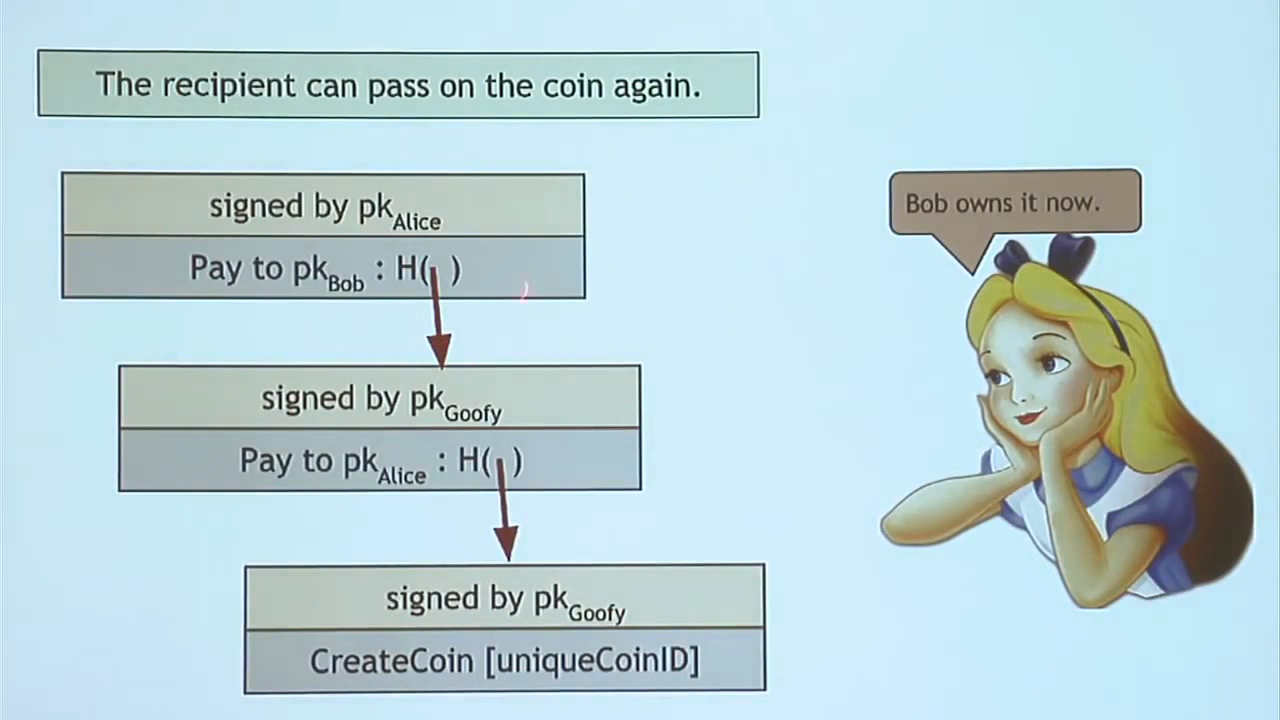 The recipient can pass on the coin again.
signed by pkAlice
Pay to pkBob : H( )
Bob owns it now.
signed by pkGoofy
Pay to pkAlice : H( )
signed by pkGoofy
CreateCoin [uniqueCoinID]